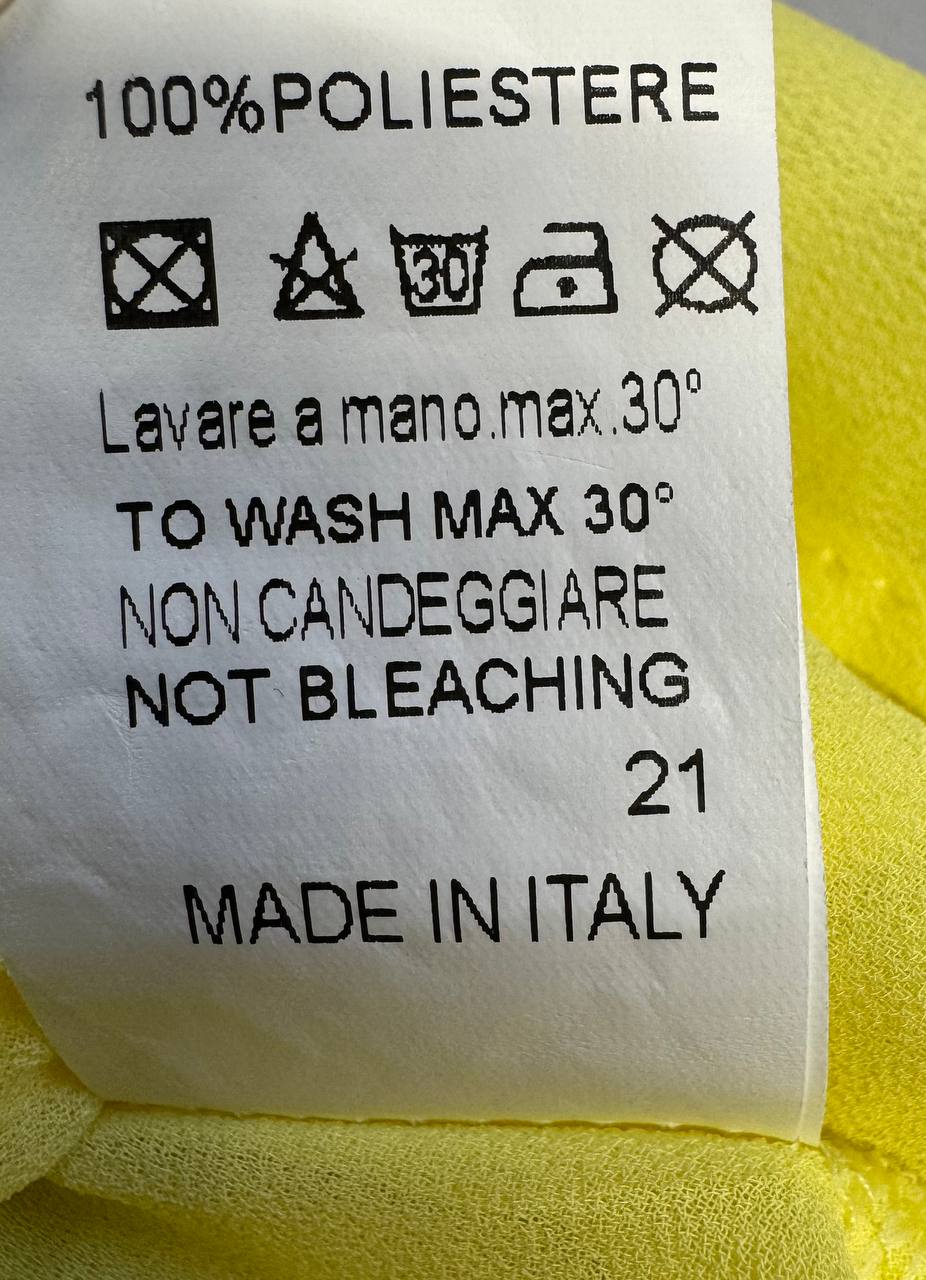 100%POLIESTERE
30
Lavare a mano.max.30°
TO WASH MAX 30°
NON CANDEGGIARE
NOT BLEACHING
21
MADE IN ITALY